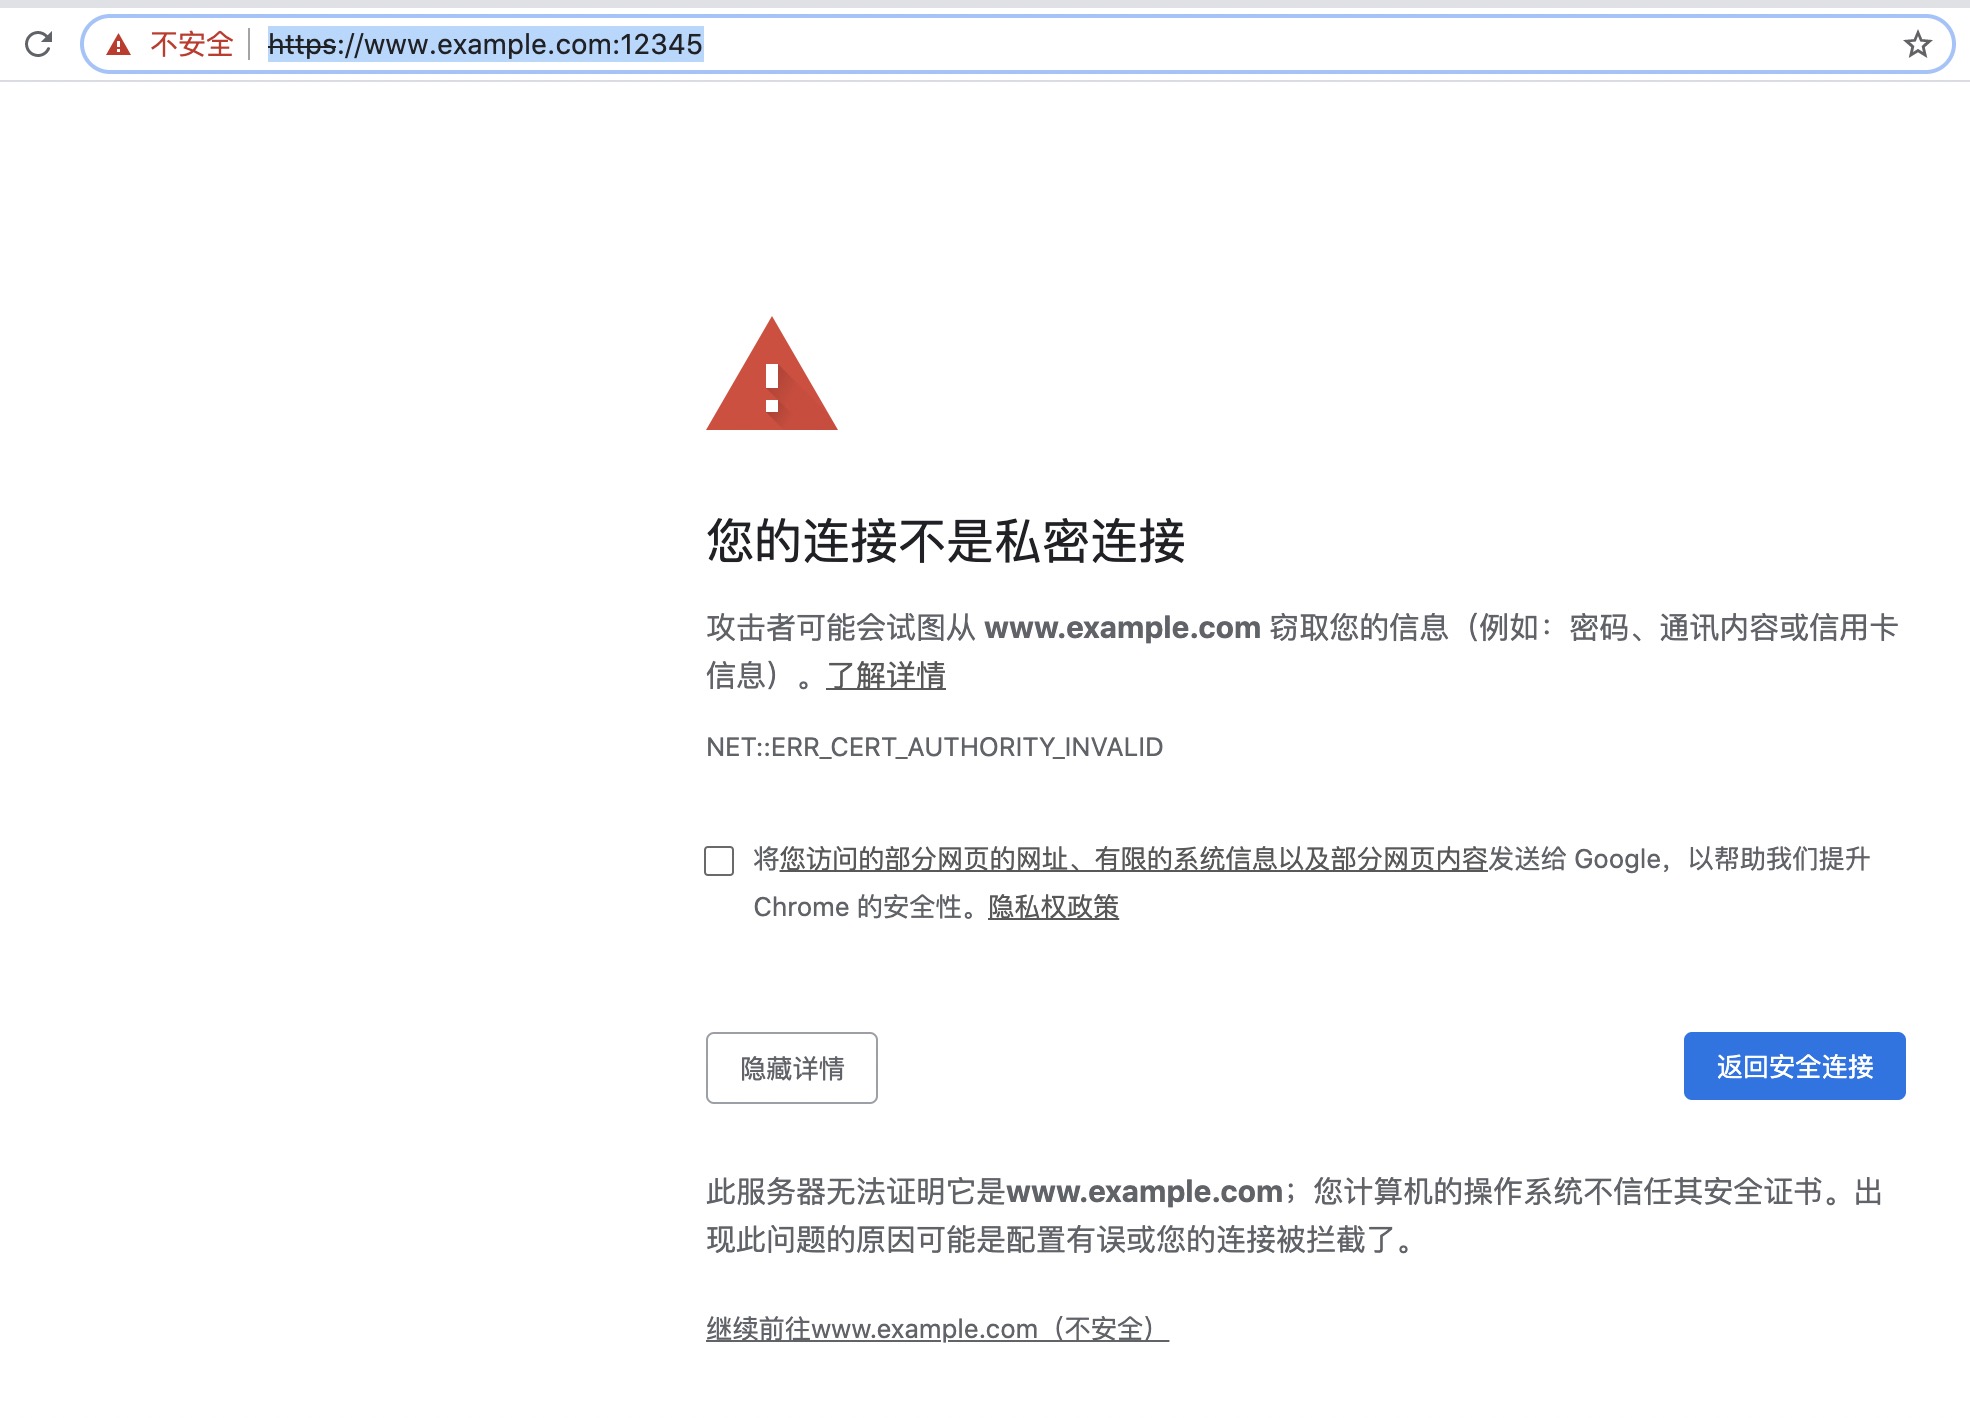 不安全 https://www.example.com:12345
您的连接不是私密连接
攻击者可能会试图从 www.example.com 窃取您的信息（例如：密码、通讯内容或信用卡
信息）。了解详情
NET::ERR_CERT_AUTHORITY_INVALID
将您访问的部分网页的网址、有限的系统信息以及部分网页内容发送给 Google，以帮助我们提升
Chrome 的安全性。隐私权政策
隐藏详情
返回安全连接
此服务器无法证明它是www.example.com；您计算机的操作系统不信任其安全证书。出
现此问题的原因可能是配置有误或您的连接被拦截了。
继续前往www.example.com（不安全）